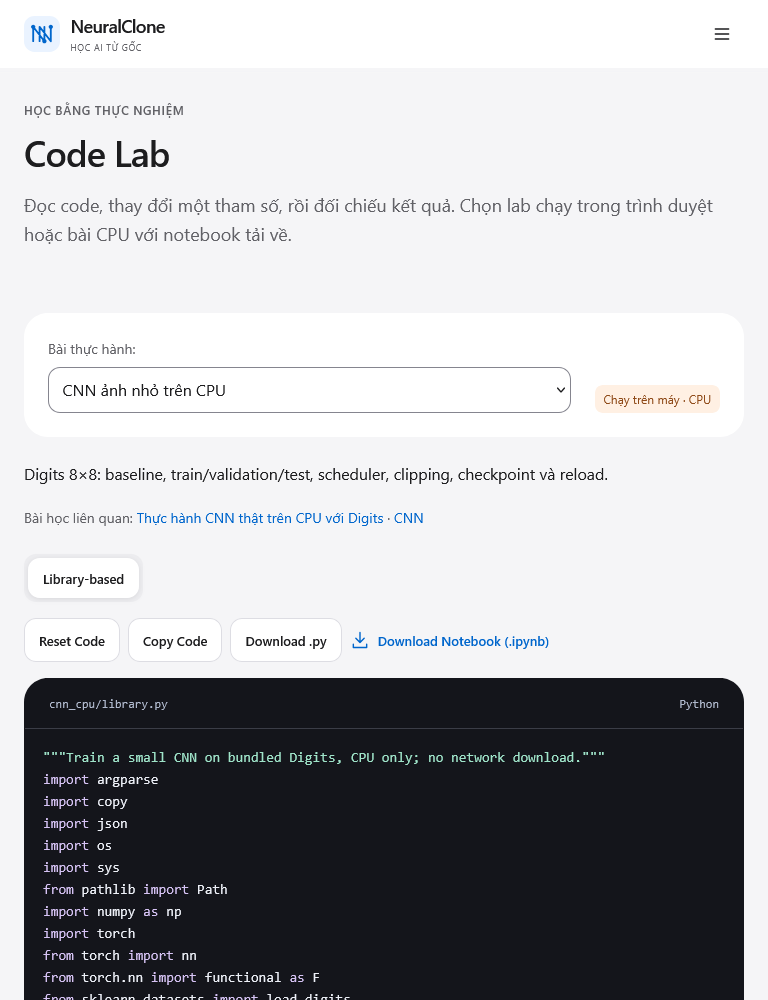 NeuralClone
HỌC AI TỪ GỐC
HỌC BẰNG THỰC NGHIỆM
Code Lab
Đọc code, thay đổi một tham số, rồi đối chiếu kết quả. Chọn lab chạy trong trình duyệt
hoặc bài CPU với notebook tải về.
Bài thực hành:
CNN ảnh nhỏ trên CPU
Chạy trên máy · CPU
Digits 8×8: baseline, train/validation/test, scheduler, clipping, checkpoint và reload.
Bài học liên quan: Thực hành CNN thật trên CPU với Digits · CNN
Library-based
Reset Code
Copy Code
Download .py
Download Notebook (.ipynb)
cnn_cpu/library.py
Python
"""Train a small CNN on bundled Digits, CPU only; no network download."""
import argparse
import copy
import json
import os
import sys
from pathlib import Path
import numpy as np
import torch
from torch import nn
from torch.nn import functional as F
from sklearn.datasets import load_digits